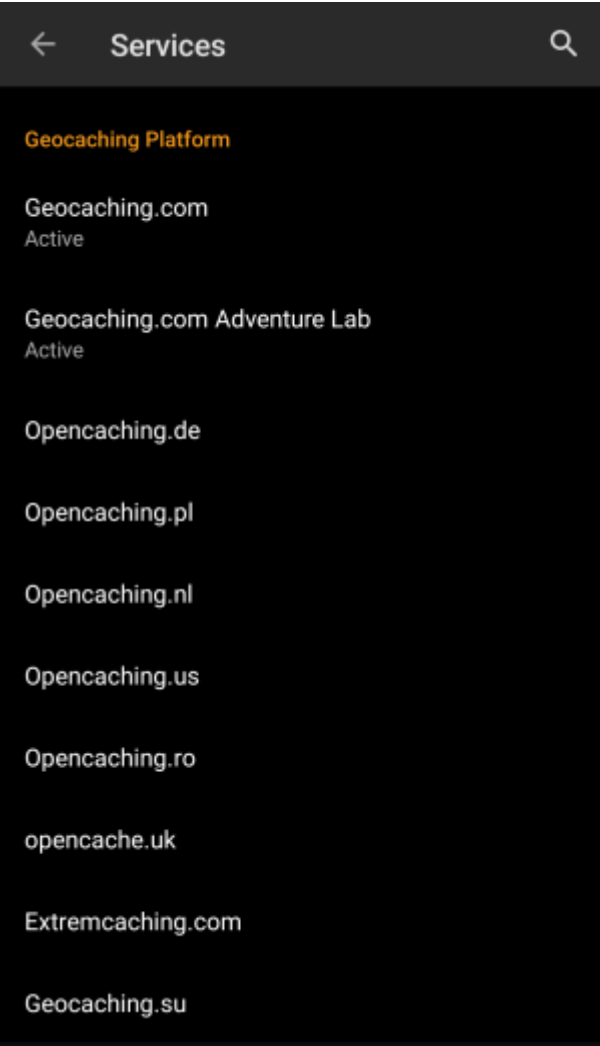 Services
Geocaching Platform
Geocaching.com
Active
Geocaching.com Adventure Lab
Active
Opencaching.de
Opencaching.pl
Opencaching.nl
Opencaching.us
Opencaching.ro
opencache.uk
Extremcaching.com
Geocaching.su